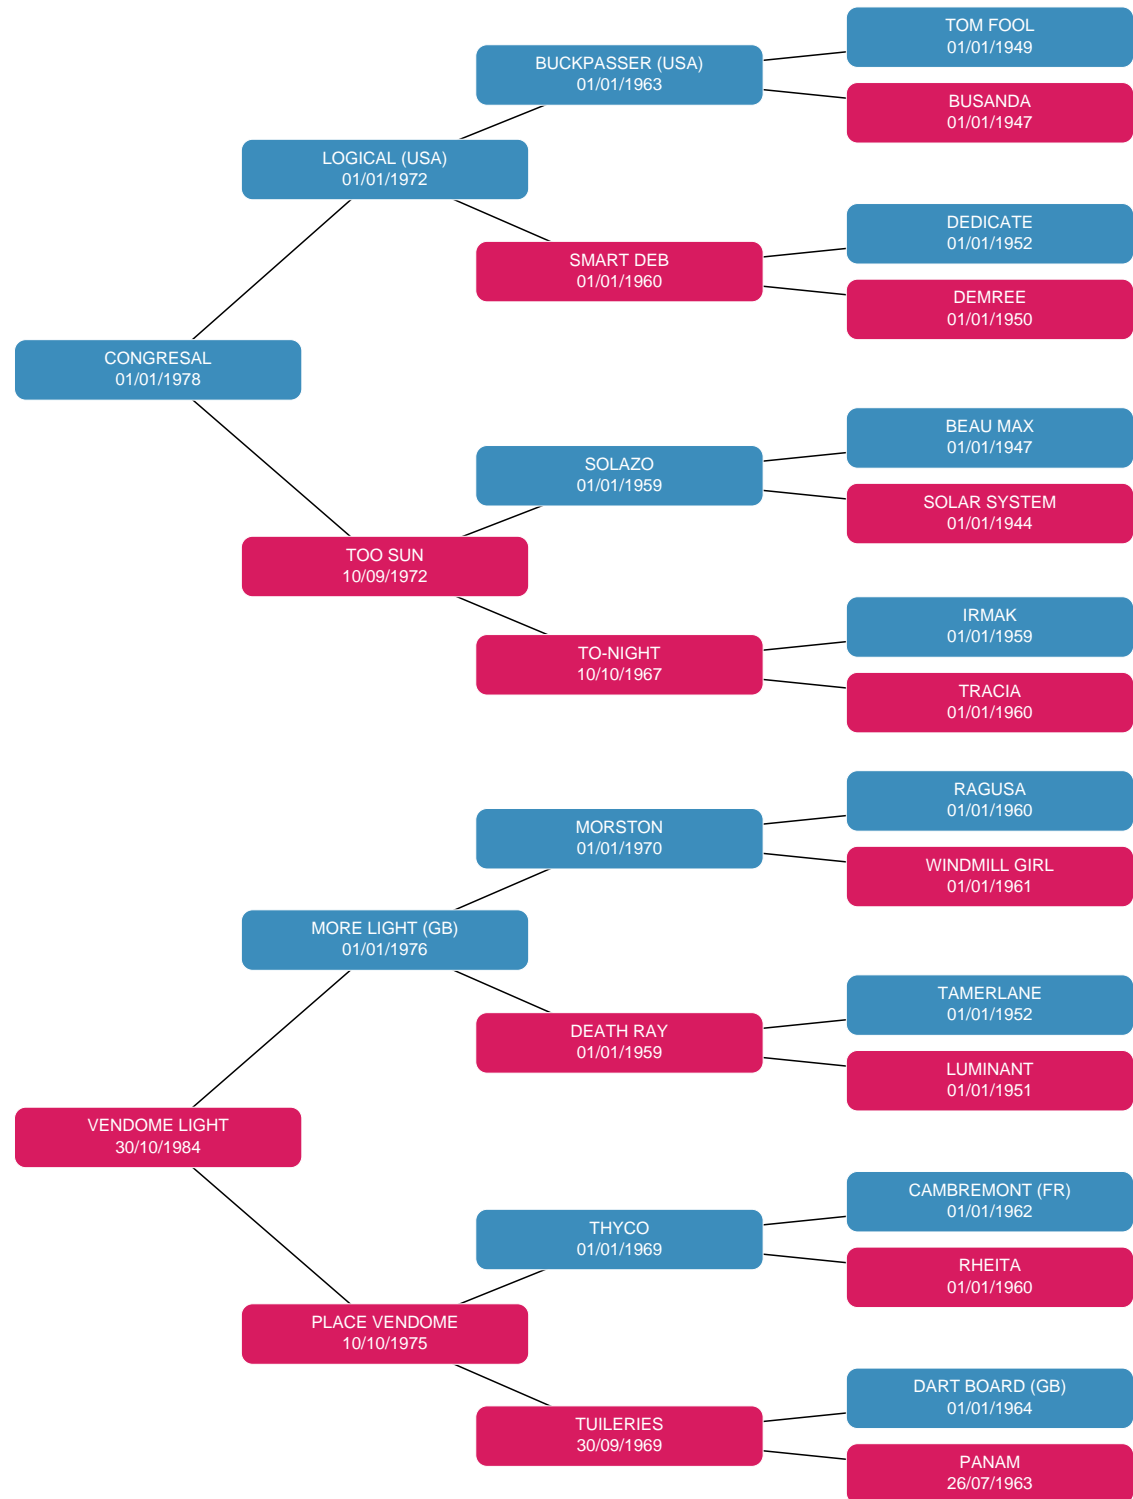 TOM FOOL
01/01/1949
BUCKPASSER (USA)
01/01/1963
BUSANDA
01/01/1947
LOGICAL (USA)
01/01/1972
DEDICATE
01/01/1952
SMART DEB
01/01/1960
DEMREE
01/01/1950
CONGRESAL
01/01/1978
BEAU MAX
01/01/1947
SOLAZO
01/01/1959
SOLAR SYSTEM
01/01/1944
TOO SUN
10/09/1972
IRMAK
01/01/1959
TO-NIGHT
10/10/1967
TRACIA
01/01/1960
RAGUSA
01/01/1960
MORSTON
01/01/1970
WINDMILL GIRL
01/01/1961
MORE LIGHT (GB)
01/01/1976
TAMERLANE
01/01/1952
DEATH RAY
01/01/1959
LUMINANT
01/01/1951
VENDOME LIGHT
30/10/1984
CAMBREMONT (FR)
01/01/1962
THYCO
01/01/1969
RHEITA
01/01/1960
PLACE VENDOME
10/10/1975
DART BOARD (GB)
01/01/1964
TUILERIES
30/09/1969
PANAM
26/07/1963